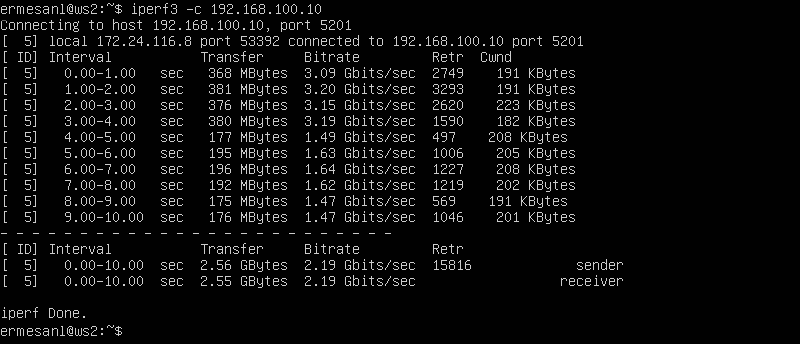 ermesanl@ws2:~$ iperf3 -c 192.168.100.10
Connecting to host 192.168.100.10, port 5201
[  5] local 172.24.116.8 port 53392 connected to 192.168.100.10 port 5201
[ ID] Interval           Transfer     Bitrate         Retr  Cwnd
[  5]   0.00-1.00   sec   368 MBytes  3.09 Gbits/sec  2749    191 KBytes
[  5]   1.00-2.00   sec   381 MBytes  3.20 Gbits/sec  3293    191 KBytes
[  5]   2.00-3.00   sec   376 MBytes  3.15 Gbits/sec  2620    223 KBytes
[  5]   3.00-4.00   sec   380 MBytes  3.19 Gbits/sec  1590    182 KBytes
[  5]   4.00-5.00   sec   177 MBytes  1.49 Gbits/sec  497    208 KBytes
[  5]   5.00-6.00   sec   195 MBytes  1.63 Gbits/sec  1006    205 KBytes
[  5]   6.00-7.00   sec   196 MBytes  1.64 Gbits/sec  1227    208 KBytes
[  5]   7.00-8.00   sec   192 MBytes  1.62 Gbits/sec  1219    202 KBytes
[  5]   8.00-9.00   sec   175 MBytes  1.47 Gbits/sec  569    191 KBytes
[  5]   9.00-10.00  sec   176 MBytes  1.47 Gbits/sec  1046    201 KBytes
- - - - - - - - - - - - - - - - - - - - - - - - -
[ ID] Interval           Transfer     Bitrate         Retr
[  5]   0.00-10.00  sec  2.56 GBytes  2.19 Gbits/sec  15816             sender
[  5]   0.00-10.00  sec  2.55 GBytes  2.19 Gbits/sec                  receiver
iperf Done.
ermesanl@ws2:~$